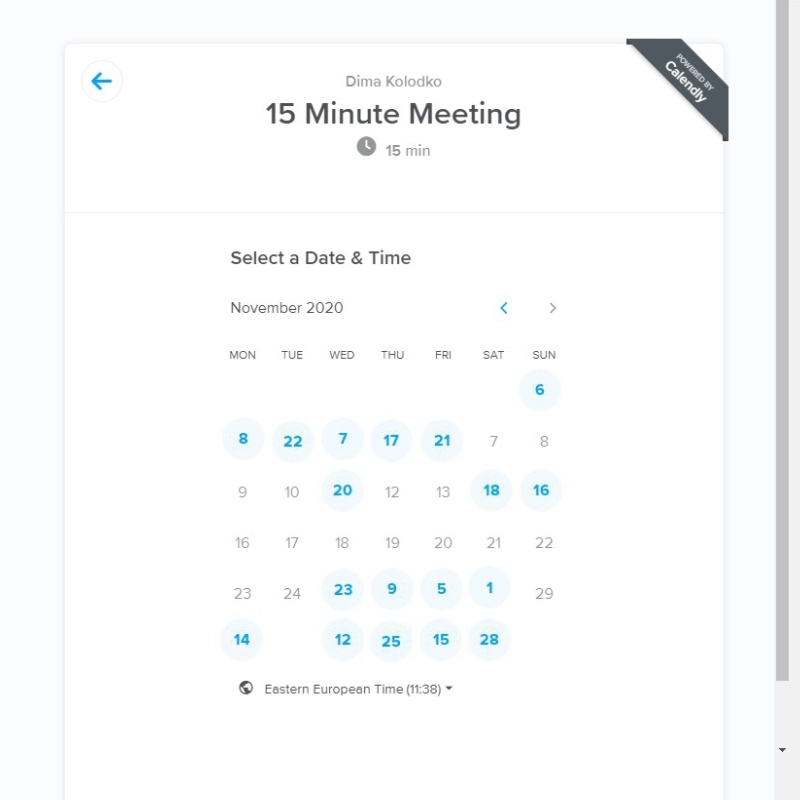 POWERED BY
Calendly
Dima Kolodko
15 Minute Meeting
15 min
Select a Date & Time
November 2020
MON TUE WED THU FRI SAT SUN
6
8 22 7 17 21 7 8
9 10 20 12 13 18 16
16 17 18 19 20 21 22
23 24 23 9 5 1 29
14 12 25 15 28
Eastern European Time (11:38)